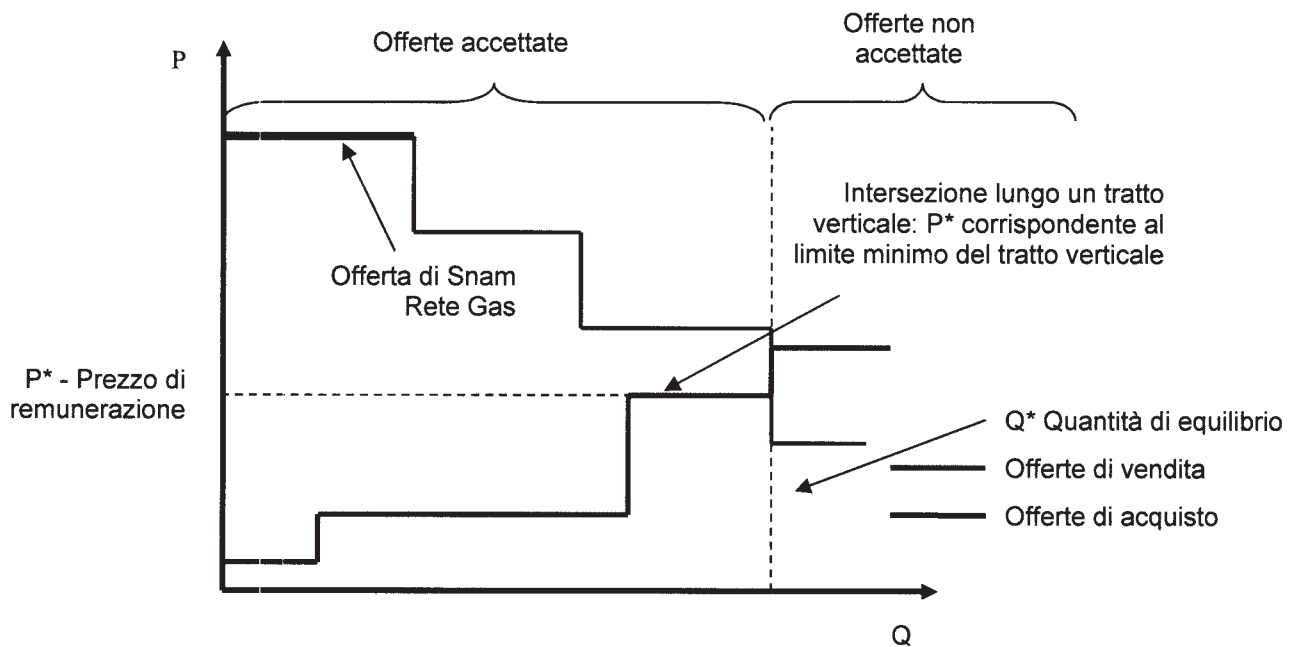 Offerte accettate
Offerte non
accettate
P
Intersezione lungo un tratto
verticale: P* corrispondente al
limite minimo del tratto verticale
Offerta di Snam
Rete Gas
P* - Prezzo di
remunerazione
Q* Quantità di equilibrio
Offerte di vendita
Offerte di acquisto
Q